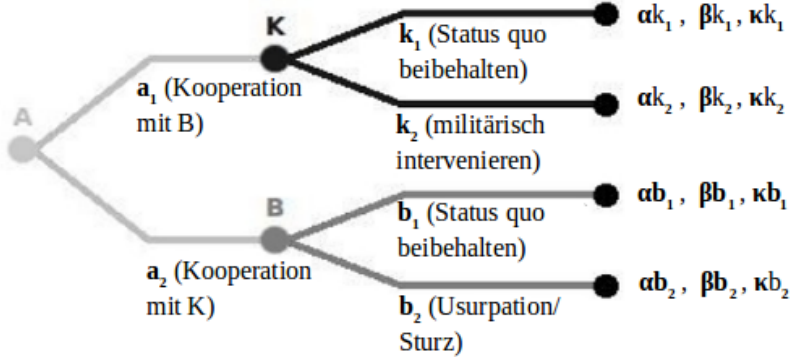 K
k₁ (Status quo
beibehalten)
αk₁ , βk₁, κk₁
a₁ (Kooperation
mit B)
k₂ (militärisch
intervenieren)
αk₂ , βk₂, κk₂
A
B
b₁ (Status quo
beibehalten)
αb₁ , βb₁, κb₁
a₂ (Kooperation
mit K)
b₂ (Usurpation/
Sturz)
αb₂ , βb₂, κb₂